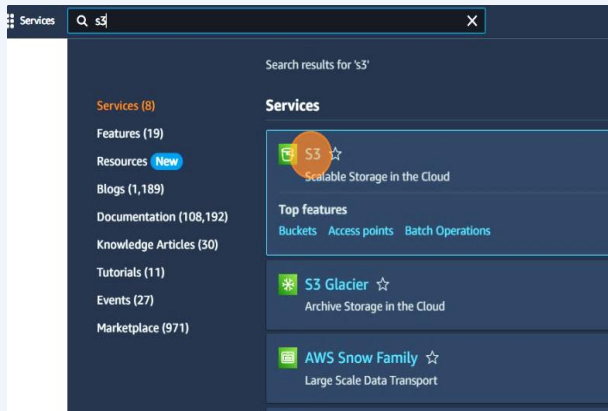 Services s3
Search results for 's3'
Services (8)
Features (19)
Resources New
Blogs (1,189)
Documentation (108,192)
Knowledge Articles (30)
Tutorials (11)
Events (27)
Marketplace (971)
Services
S3
Scalable Storage in the Cloud
Top features
Buckets Access points Batch Operations
S3 Glacier
Archive Storage in the Cloud
AWS Snow Family
Large Scale Data Transport